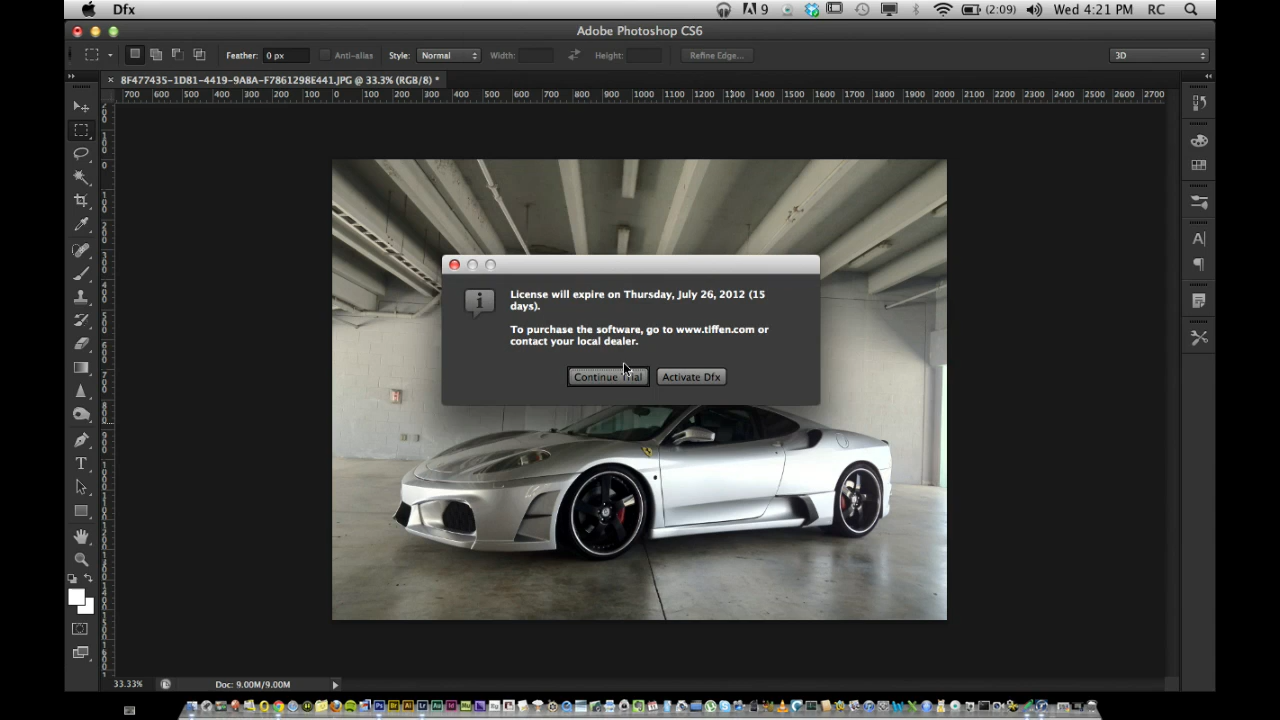 Dfx
9
(2:09)
Wed 4:21 PM
RC
Adobe Photoshop CS6
Feather:
0 px
Anti-alias
Style:
Normal
Width:
Height:
Refine Edge...
3D
× 8F477435-1D81-4419-9ABA-F7861298E441.JPG @ 33.3% (RGB/8) *
700 600 500 400 300 200 100 0 100 200 300 400 500 600 700 800 900 1000 1100 1200 1300 1400 1500 1600 1700 1800 1900 2000 2100 2200 2300 2400 2500 2600 2700
License will expire on Thursday, July 26, 2012 (15
days).
To purchase the software, go to www.tiffen.com or
contact your local dealer.
Continue Trial
Activate Dfx
33.33%
Doc: 9.00M/9.00M